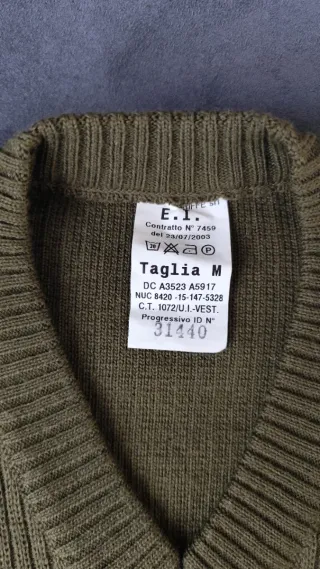 E.I.
Contratto N° 7459
del 23/07/2003
Taglia M
DC A3523 A5917
NUC 8420 -15-147-5328
C.T. 1072/U.I.-VEST.
Progressivo ID N°
31440